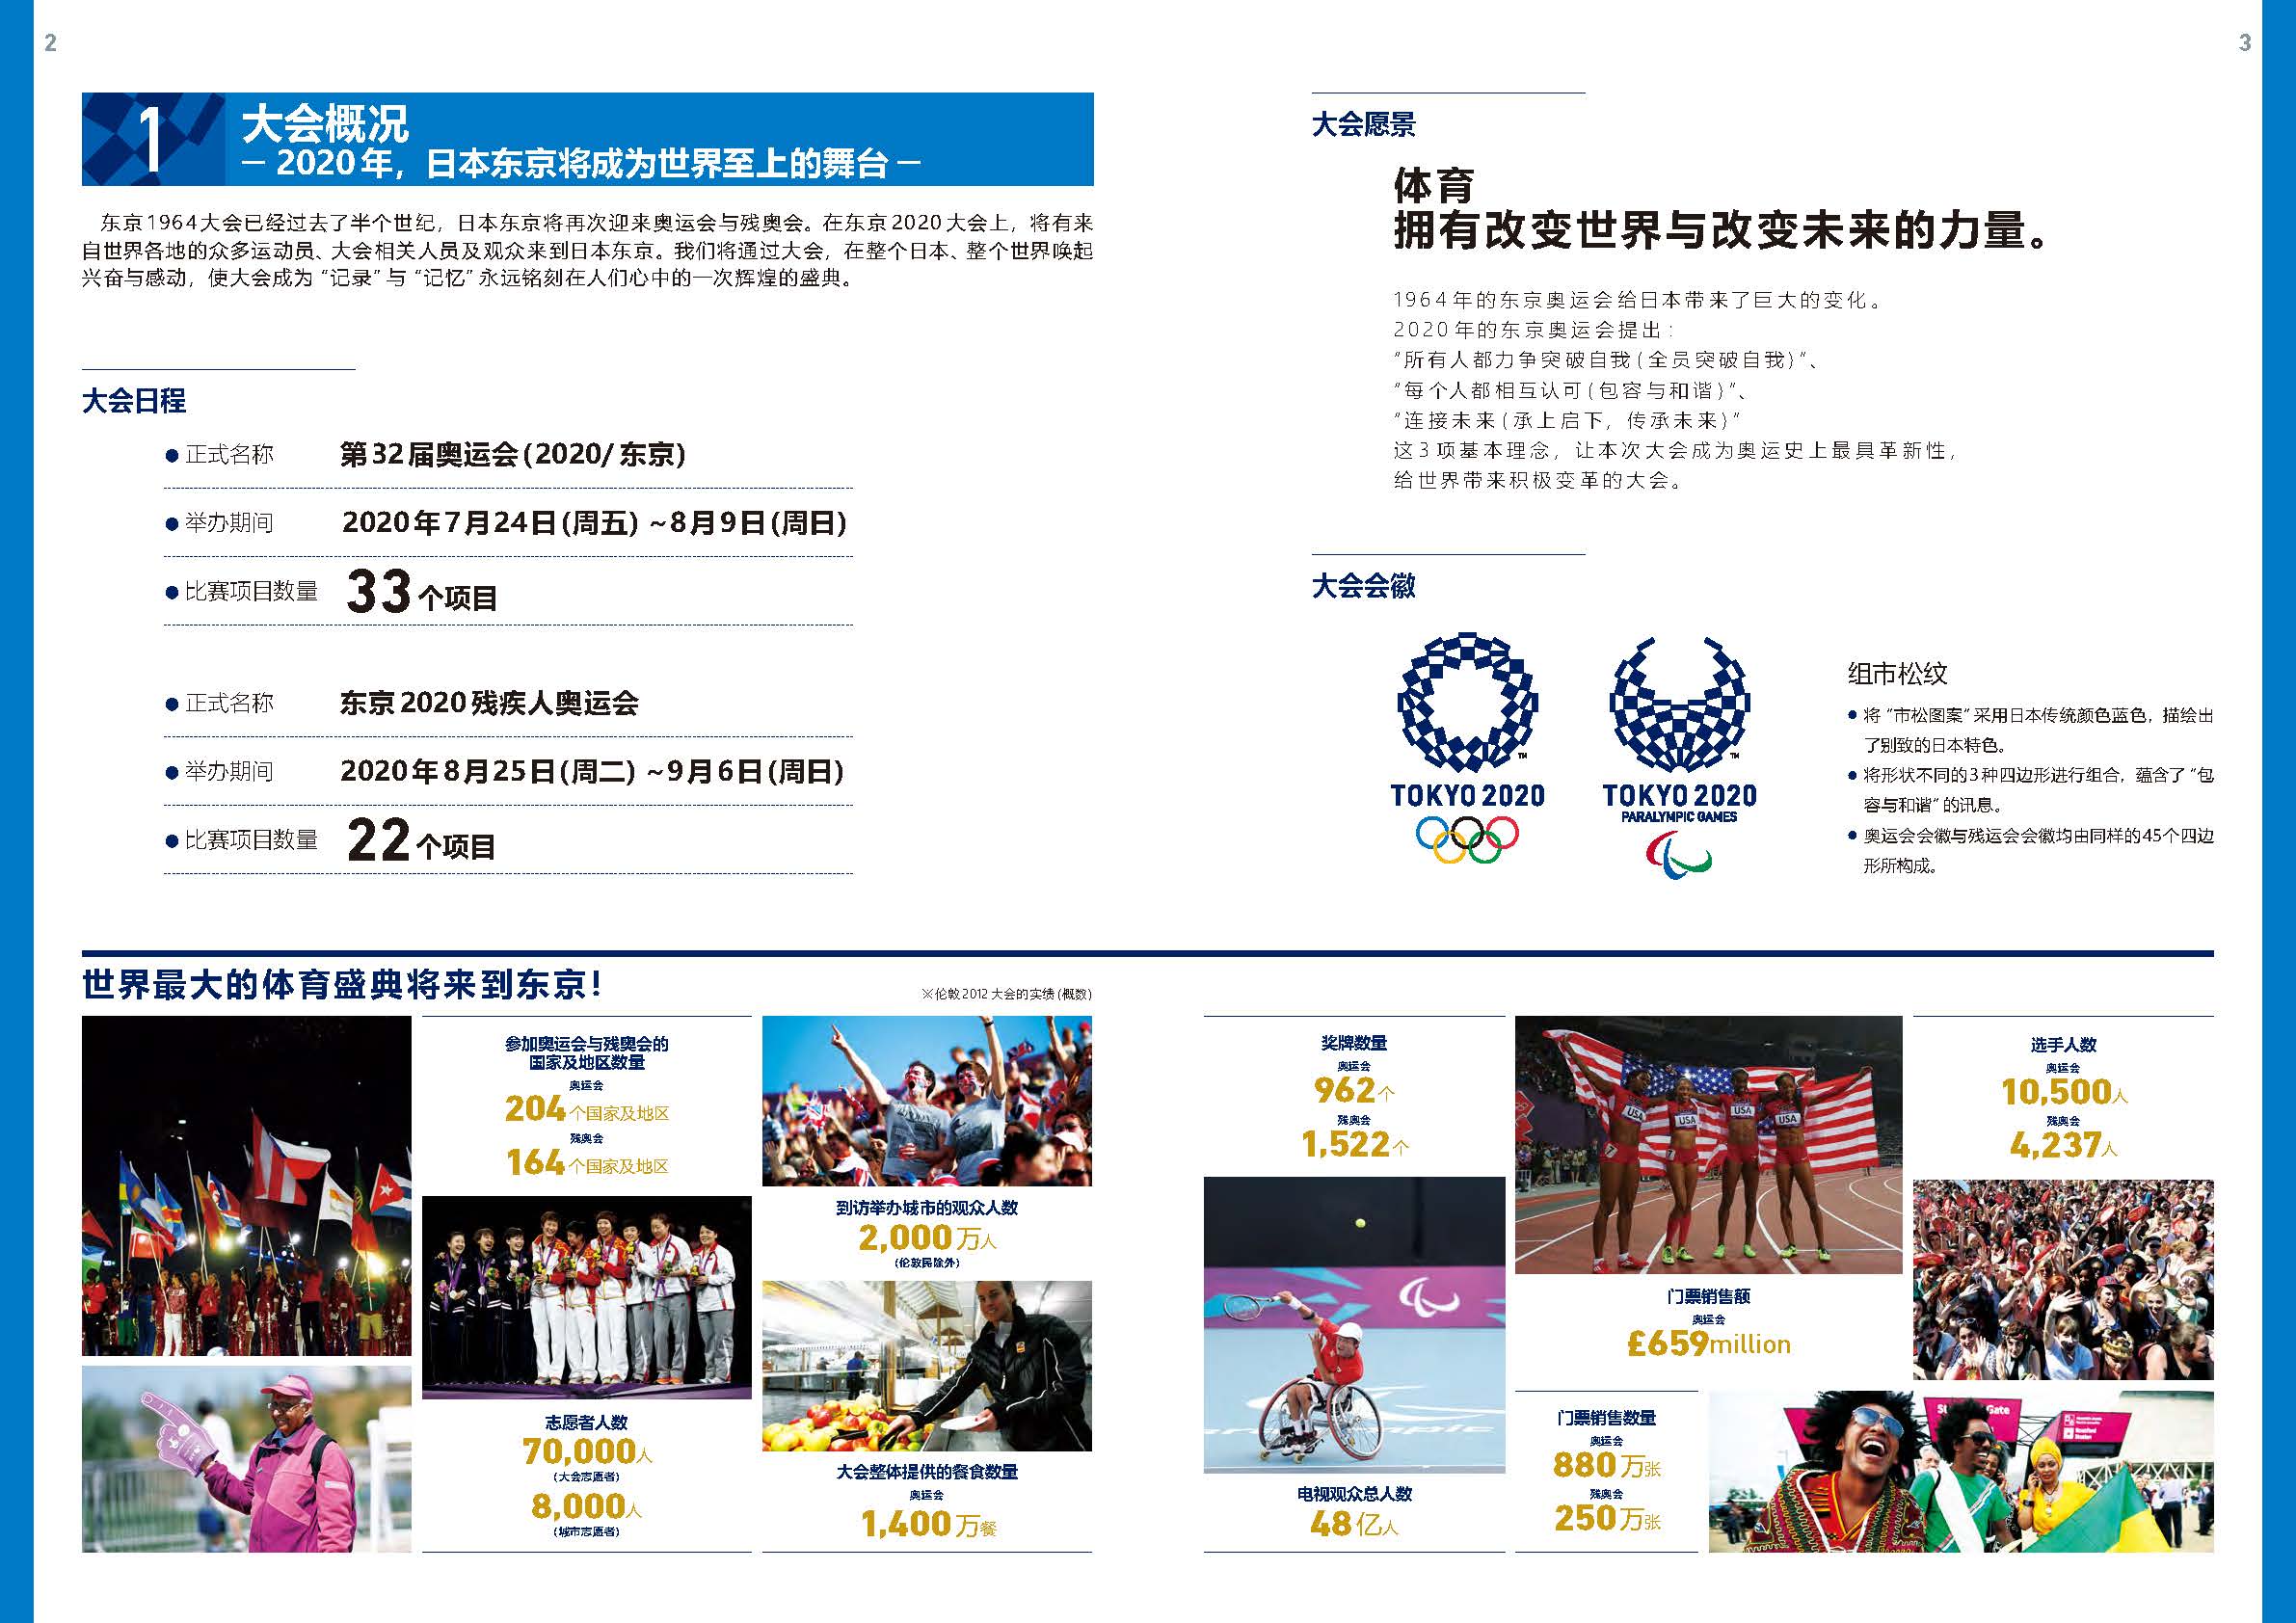 2
3
1
大会概况
— 2020年，日本东京将成为世界至上的舞台 —
东京1964大会已经过去了半个世纪，日本东京将再次迎来奥运会与残奥会。在东京2020大会上，将有来
自世界各地的众多运动员、大会相关人员及观众来到日本东京。我们将通过大会，在整个日本、整个世界唤起
兴奋与感动，使大会成为“记录”与“记忆”永远铭刻在人们心中的一次辉煌的盛典。
大会日程
● 正式名称 第32届奥运会(2020/东京)
● 举办期间 2020年7月24日(周五) ~8月9日(周日)
● 比赛项目数量 33个项目
● 正式名称 东京2020残疾人奥运会
● 举办期间 2020年8月25日(周二) ~9月6日(周日)
● 比赛项目数量 22个项目
大会愿景
体育
拥有改变世界与改变未来的力量。
1964年的东京奥运会给日本带来了巨大的变化。
2020年的东京奥运会提出：
“所有人都力争突破自我(全员突破自我)”、
“每个人都相互认可(包容与和谐)”、
“连接未来(承上启下，传承未来)”
这3项基本理念，让本次大会成为奥运史上最具革新性，
给世界带来积极变革的大会。
大会会徽
TM
TOKYO 2020
TM
TOKYO 2020
PARALYMPIC GAMES
组市松纹
● 将“市松图案”采用日本传统颜色蓝色，描绘出
了别致的日本特色。
● 将形状不同的3种四边形进行组合，蕴含了“包
容与和谐”的讯息。
● 奥运会会徽与残运会会徽均由同样的45个四边
形所构成。
世界最大的体育盛典将来到东京！
※伦敦2012大会的实绩(概数)
参加奥运会与残奥会的
国家及地区数量
奥运会
204个国家及地区
残奥会
164个国家及地区
志愿者人数
70,000人
(大会志愿者)
8,000人
(城市志愿者)
到访举办城市的观众人数
2,000万人
(伦敦民除外)
大会整体提供的餐食数量
奥运会
1,400万餐
奖牌数量
奥运会
962个
残奥会
1,522个
电视观众总人数
48亿人
USA
USA
USA
USA
门票销售额
奥运会
£659million
门票销售数量
奥运会
880万张
残奥会
250万张
选手人数
奥运会
10,500人
残奥会
4,237人
Gate